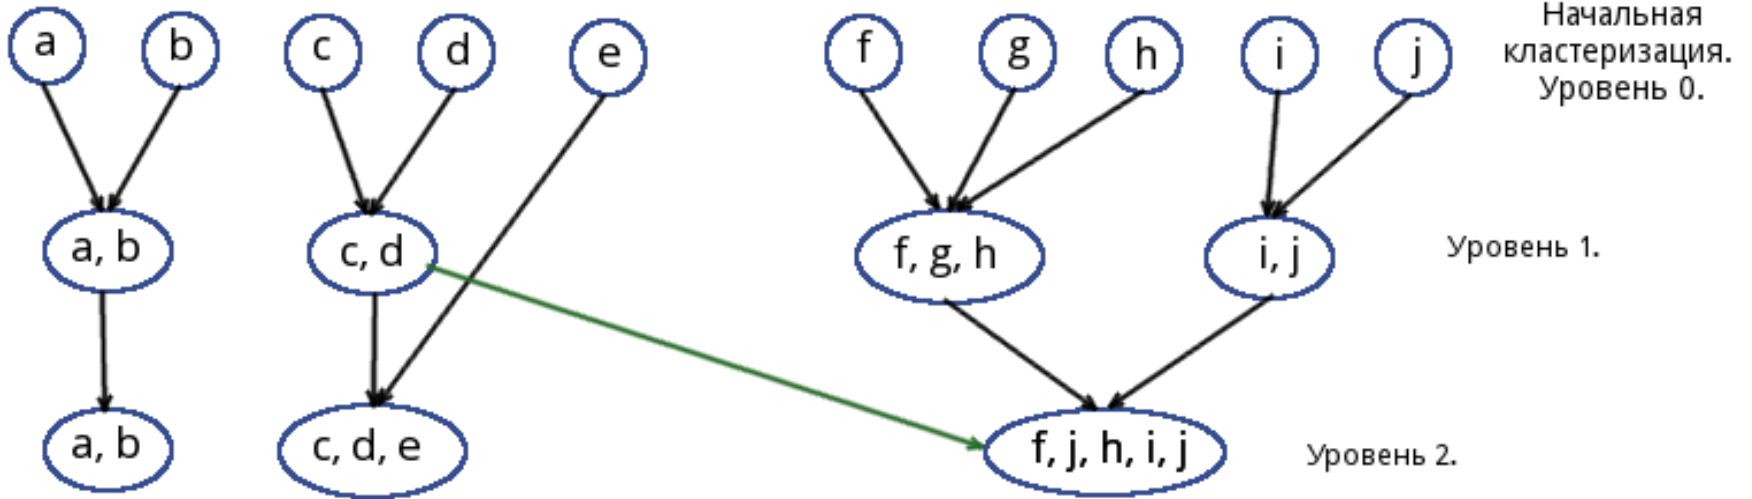 a
b
c
d
e
f
g
h
i
j
Начальная
кластеризация.
Уровень 0.
a, b
c, d
f, g, h
i, j
Уровень 1.
a, b
c, d, e
f, j, h, i, j
Уровень 2.